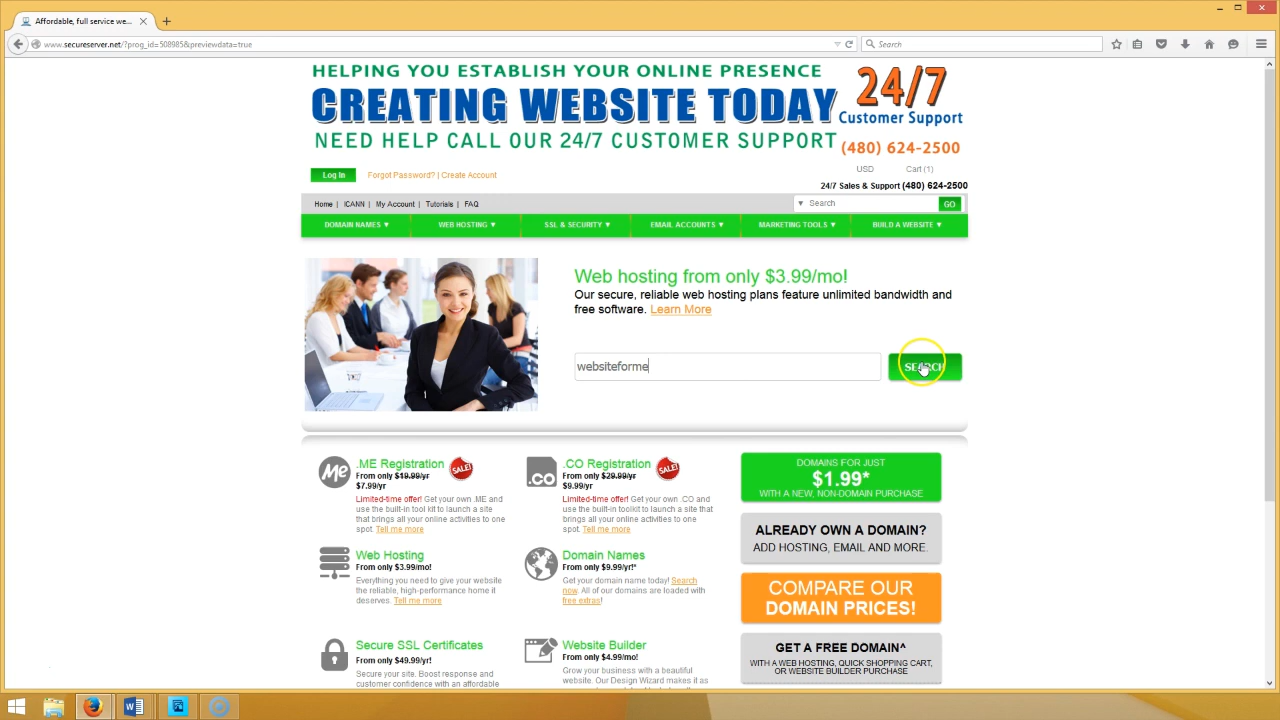 Affordable, full service we...
www.secureserver.net/?prog_id=508985&previewdata=true
Search
HELPING YOU ESTABLISH YOUR ONLINE PRESENCE
CREATING WEBSITE TODAY
NEED HELP CALL OUR 24/7 CUSTOMER SUPPORT
24/7
Customer Support
(480) 624-2500
USD Cart (1)
Log In Forgot Password? | Create Account
24/7 Sales & Support (480) 624-2500
Home | ICANN | My Account | Tutorials | FAQ
Search GO
DOMAIN NAMES WEB HOSTING SSL & SECURITY EMAIL ACCOUNTS MARKETING TOOLS BUILD A WEBSITE
Web hosting from only $3.99/mo!
Our secure, reliable web hosting plans feature unlimited bandwidth and
free software. Learn More
websiteforme
SEARCH
Me
.ME Registration
SALE!
From only $19.99/yr
$7.99/yr
Limited-time offer! Get your own .ME and
use the built-in tool kit to launch a site
that brings all your online activities to one
spot. Tell me more
.co
.CO Registration
SALE!
From only $29.99/yr
$9.99/yr
Limited-time offer! Get your own .CO and
use the built-in toolkit to launch a site
that brings all your online activities to one
spot. Tell me more
DOMAINS FOR JUST
$1.99*
WITH A NEW, NON-DOMAIN PURCHASE
ALREADY OWN A DOMAIN?
ADD HOSTING, EMAIL AND MORE.
Web Hosting
From only $3.99/mo!
Everything you need to give your website
the reliable, high-performance home it
deserves. Tell me more
Domain Names
From only $9.99/yr!*
Get your domain name today! Search
now. All of our domains are loaded with
free extras!
COMPARE OUR
DOMAIN PRICES!
Secure SSL Certificates
From only $49.99/yr!
Secure your site. Boost response and
customer confidence with an affordable
Website Builder
From only $4.99/mo!
Grow your business with a beautiful
website. Our Design Wizard makes it as
GET A FREE DOMAIN^
WITH A WEB HOSTING, QUICK SHOPPING CART,
OR WEBSITE BUILDER PURCHASE